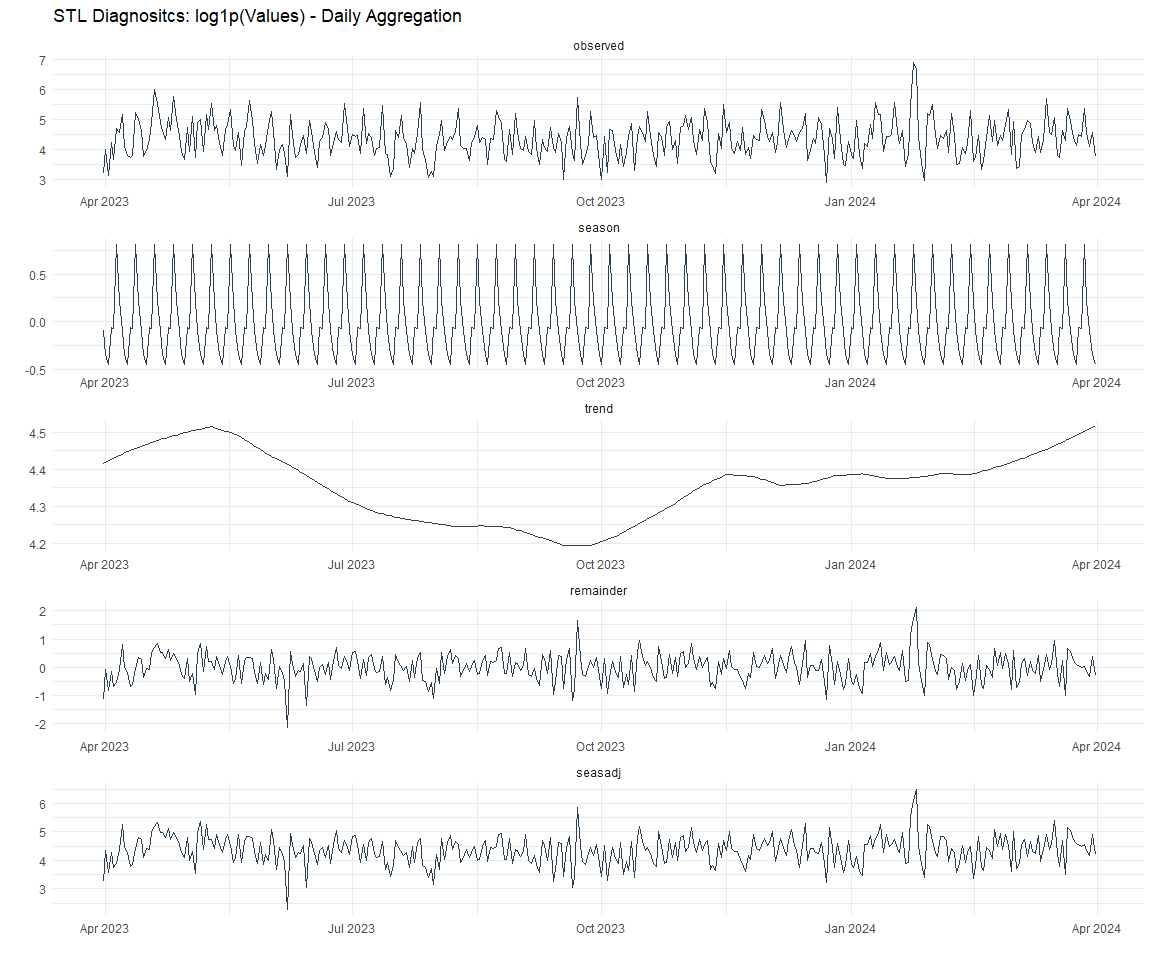 STL Diagnositcs: log1p(Values) - Daily Aggregation
observed
7
6
5
4
3
Apr 2023 Jul 2023 Oct 2023 Jan 2024 Apr 2024
season
0.5
0.0
-0.5
Apr 2023 Jul 2023 Oct 2023 Jan 2024 Apr 2024
trend
4.5
4.4
4.3
4.2
Apr 2023 Jul 2023 Oct 2023 Jan 2024 Apr 2024
remainder
2
1
0
-1
-2
Apr 2023 Jul 2023 Oct 2023 Jan 2024 Apr 2024
seasadj
6
5
4
3
Apr 2023 Jul 2023 Oct 2023 Jan 2024 Apr 2024